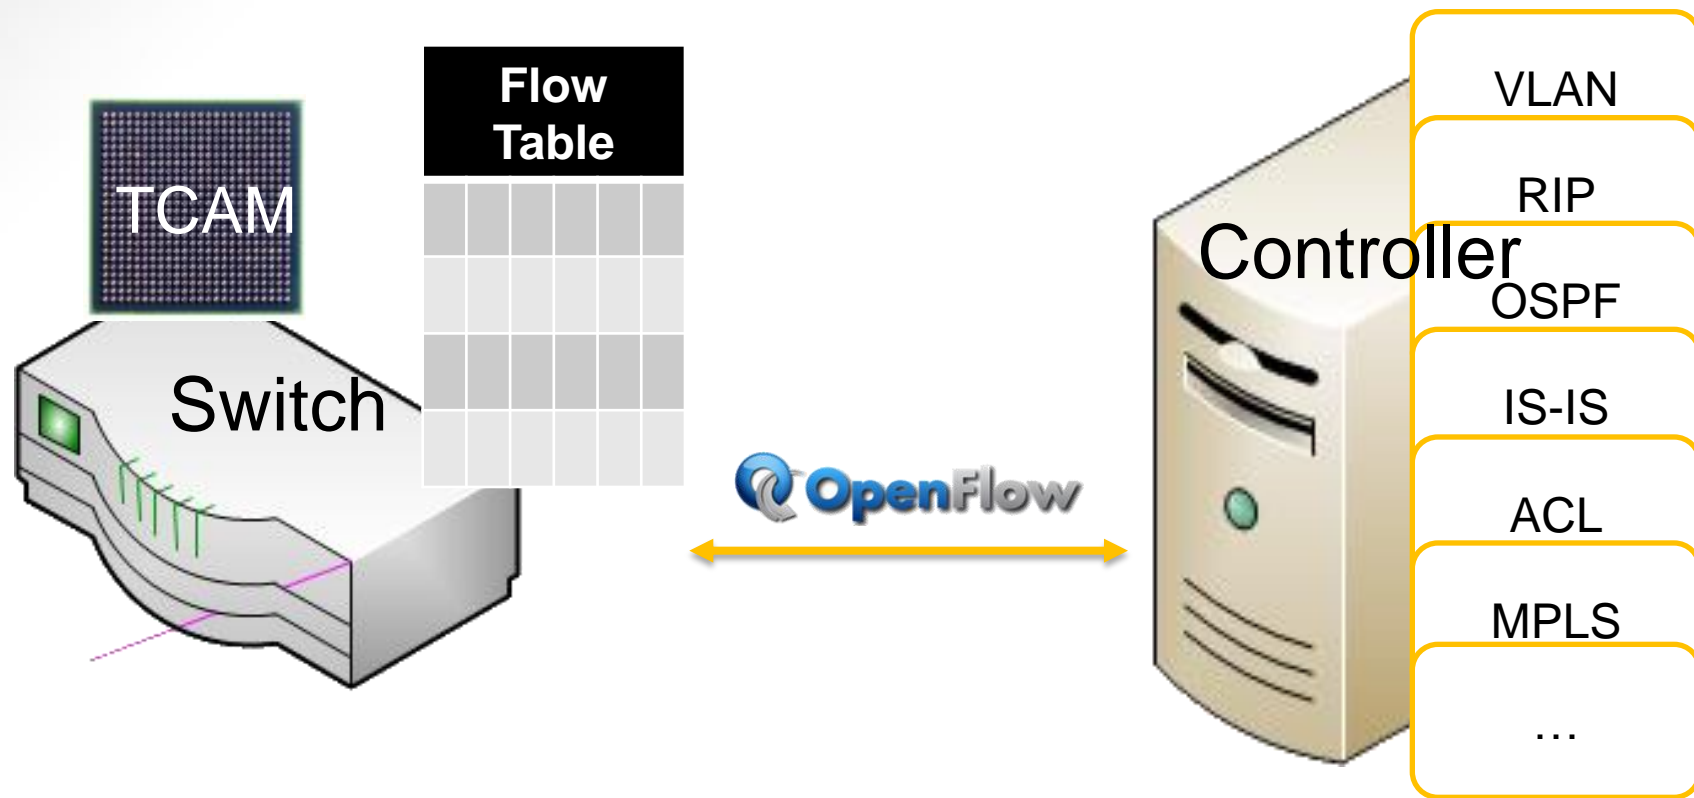 Flow
Table
TCAM
Switch
OpenFlow
Controller
VLAN
RIP
OSPF
IS-IS
ACL
MPLS
…